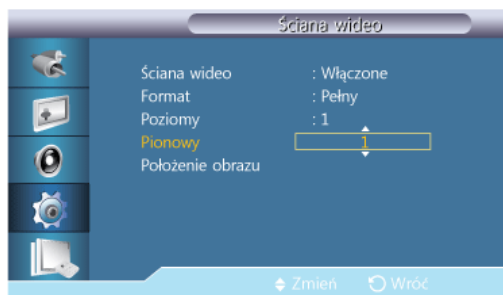 Ściana wideo
Ściana wideo : Włączone
Format : Pełny
Poziomy : 1
Pionowy 1
Położenie obrazu
Zmień Wróć